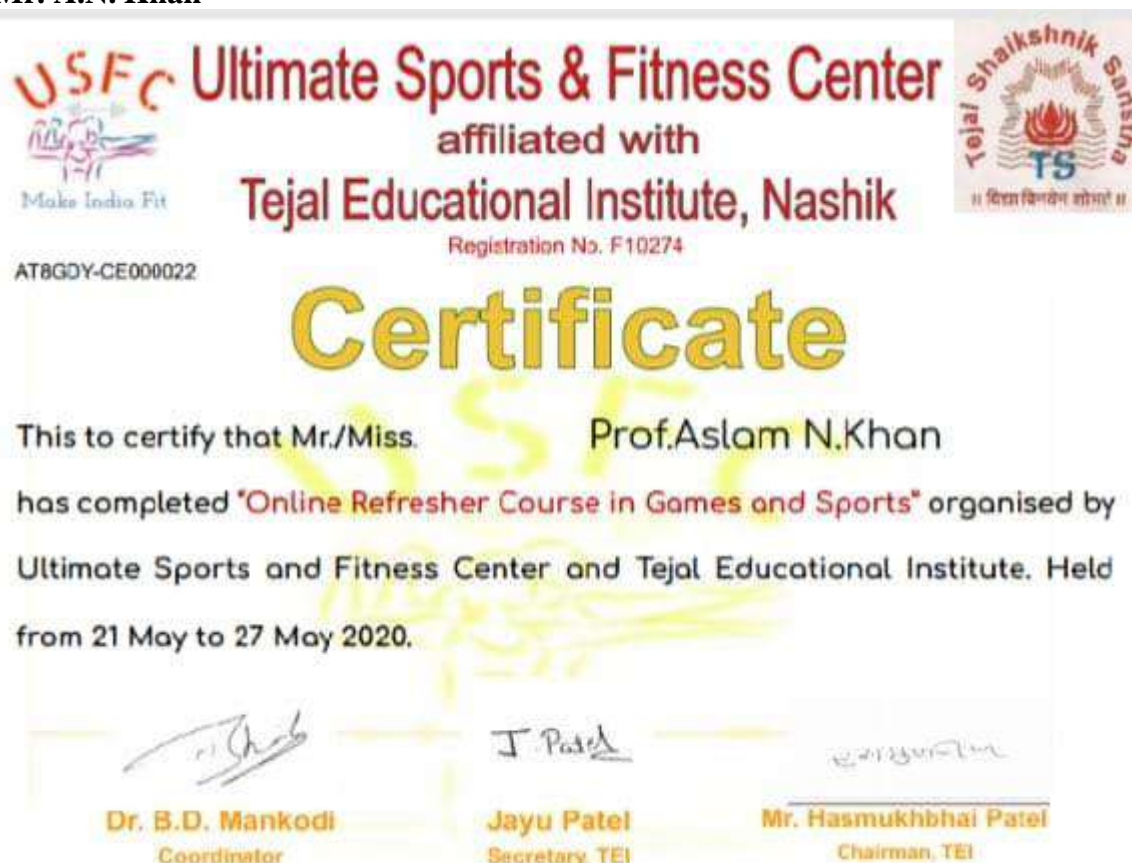 Mr. A.N. Khan
USFC
Make India Fit
Ultimate Sports & Fitness Center
affiliated with
Tejal Educational Institute, Nashik
Registration No. F10274
Tejal Shaikshnik Sanstha
TS
AT8GDY-CE000022
Certificate
USFC
This to certify that Mr./Miss. Prof.Aslam N.Khan
has completed "Online Refresher Course in Games and Sports" organised by
Ultimate Sports and Fitness Center and Tejal Educational Institute. Held
from 21 May to 27 May 2020.
J Patel
Dr. B.D. Mankodi Jayu Patel Mr. Hasmukhbhai Patel
Coordinator Secretary, TEI Chairman, TEI